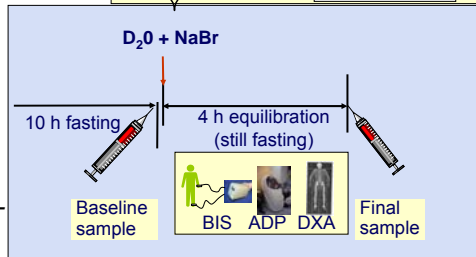 D₂0 + NaBr
10 h fasting
4 h equilibration
(still fasting)
Baseline
sample
BIS ADP DXA
Final
sample